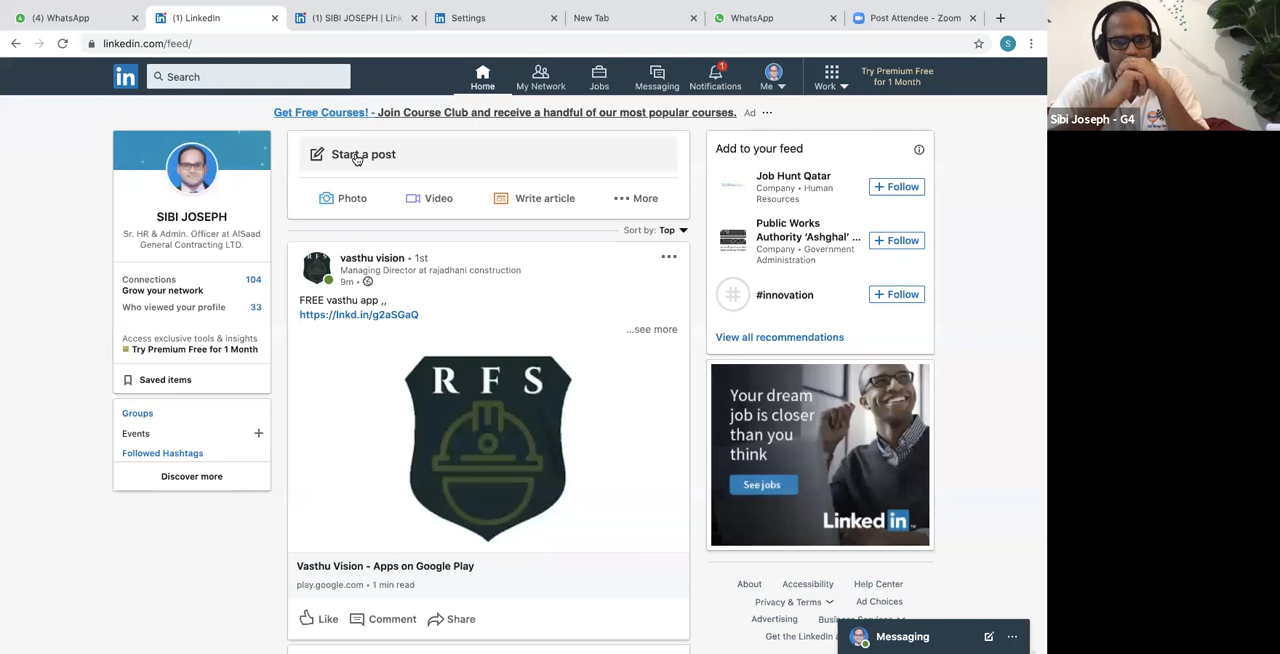 (4) WhatsApp
(1) LinkedIn
(1) SIBI JOSEPH | Link
Settings
New Tab
WhatsApp
Post Attendee - Zoom
linkedin.com/feed/
S
in
Search
Home
My Network
Jobs
Messaging
1
Notifications
Me
Work
Try Premium Free
for 1 Month
Sibi Joseph - G4
Get Free Courses! - Join Course Club and receive a handful of our most popular courses. Ad
SIBI JOSEPH
Sr. HR & Admin. Officer at AlSaad
General Contracting LTD.
Connections 104
Grow your network
Who viewed your profile 33
Access exclusive tools & insights
Try Premium Free for 1 Month
Saved items
Groups
Events
Followed Hashtags
Discover more
Start a post
Photo
Video
Write article
More
Sort by: Top
RFS
vasthu vision • 1st
Managing Director at rajadhani construction
9m •
FREE vasthu app ,,
https://lnkd.in/g2aSGaQ
...see more
R F S
Vasthu Vision - Apps on Google Play
play.google.com • 1 min read
Like
Comment
Share
Add to your feed
Job Hunt Qatar
Company • Human
Resources
+ Follow
Public Works
Authority ‘Ashghal’ ...
Company • Government
Administration
+ Follow
#
#innovation
+ Follow
View all recommendations
Your dream
job is closer
than you
think
See jobs
Linked in
About
Accessibility
Help Center
Privacy & Terms
Ad Choices
Advertising
Get the LinkedIn
Messaging